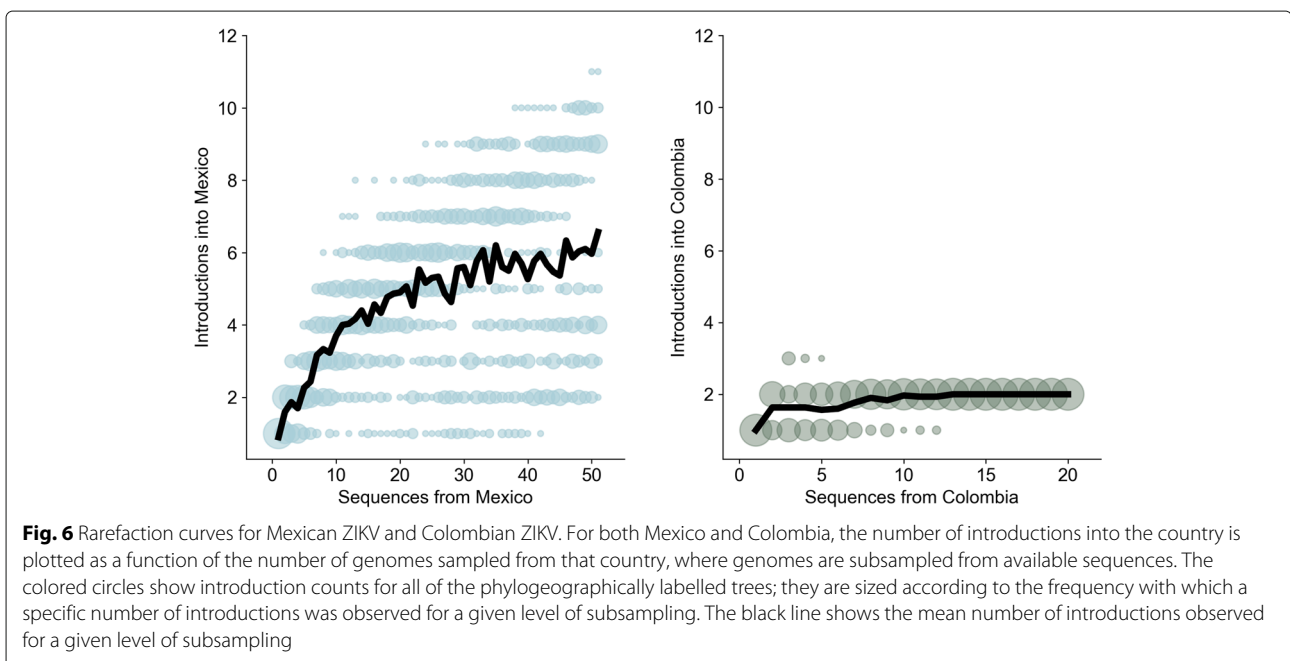 12
10
8
6
4
2
Introductions into Mexico
0
10
20
30
40
50
Sequences from Mexico
12
10
8
6
4
2
Introductions into Colombia
0
5
10
15
20
Sequences from Colombia
Fig. 6 Rarefaction curves for Mexican ZIKV and Colombian ZIKV. For both Mexico and Colombia, the number of introductions into the country is
plotted as a function of the number of genomes sampled from that country, where genomes are subsampled from available sequences. The
colored circles show introduction counts for all of the phylogeographically labelled trees; they are sized according to the frequency with which a
specific number of introductions was observed for a given level of subsampling. The black line shows the mean number of introductions observed
for a given level of subsampling